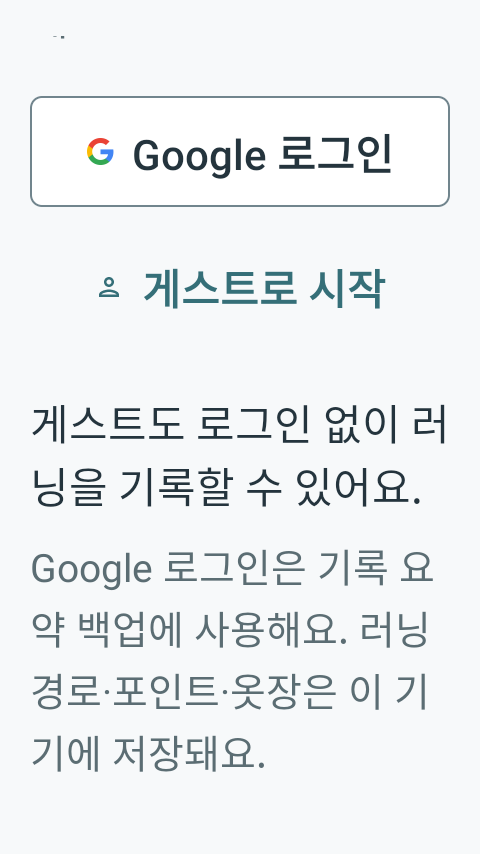 Google 로그인
게스트로 시작
게스트도 로그인 없이 러
닝을 기록할 수 있어요.
Google 로그인은 기록 요
약 백업에 사용해요. 러닝
경로·포인트·옷장은 이 기
기에 저장돼요.